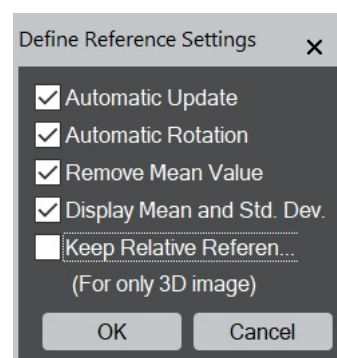 Define Reference Settings
Automatic Update
Automatic Rotation
Remove Mean Value
Display Mean and Std. Dev.
Keep Relative Referen...
(For only 3D image)
OK Cancel